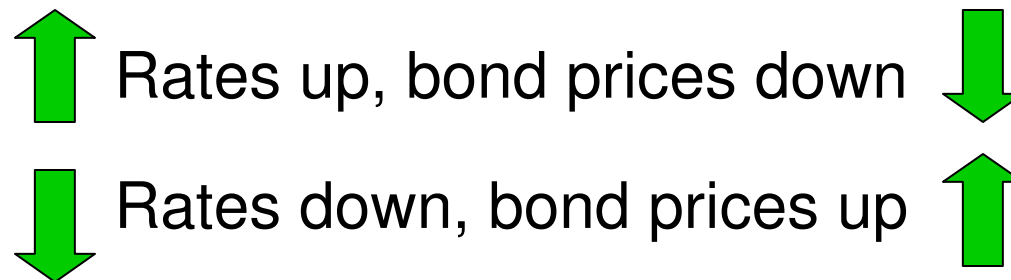 Rates up, bond prices down
Rates down, bond prices up